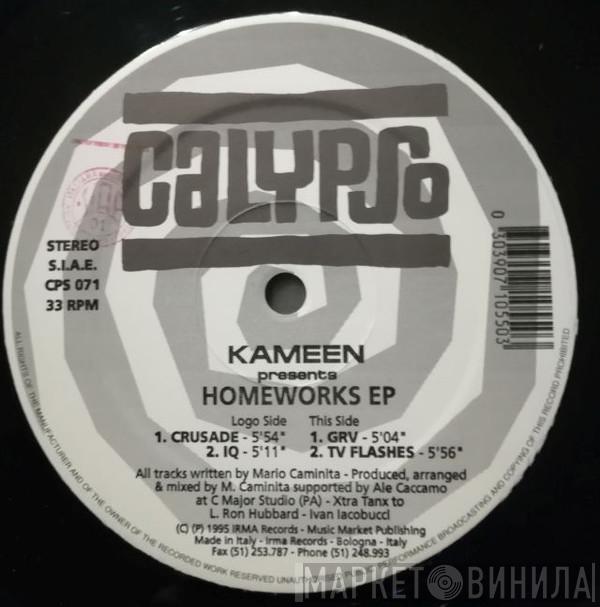 CALYPSO
STEREO
S.I.A.E.
CPS 071
33 RPM
0 303907 105503
KAMEEN
presents
HOMEWORKS EP
Logo Side This Side
1. CRUSADE - 5'54" 1. GRV - 5'04"
2. IQ - 5'11" 2. TV FLASHES - 5'56"
All tracks written by Mario Caminita - Produced, arranged
& mixed by M. Caminita supported by Ale Caccamo
at C Major Studio (PA) - Xtra Tanx to
L. Ron Hubbard - Ivan Iacobucci
(C) (P) 1995 IRMA Records - Music Market Publishing
Made in Italy - Irma Records - Bologna - Italy
Fax (51) 253.787 - Phone (51) 248.993
ALL RIGHTS OF THE MANUFACTURER AND OF THE OWNER OF THE RECORDED WORK RESERVED UNAUTHORISED PUBLIC PERFORMANCE BROADCASTING AND COPYING OF THIS RECORD PROHIBITED
МАРКЕТ ВИНИЛА